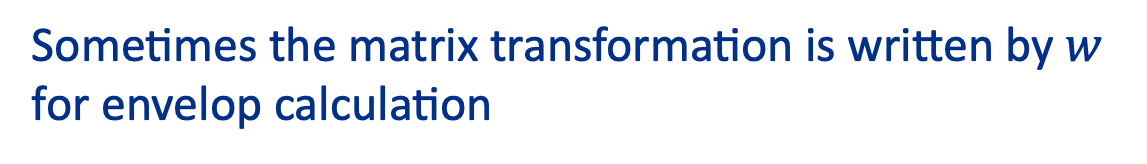 Sometimes the matrix transformation is written by w
for envelop calculation